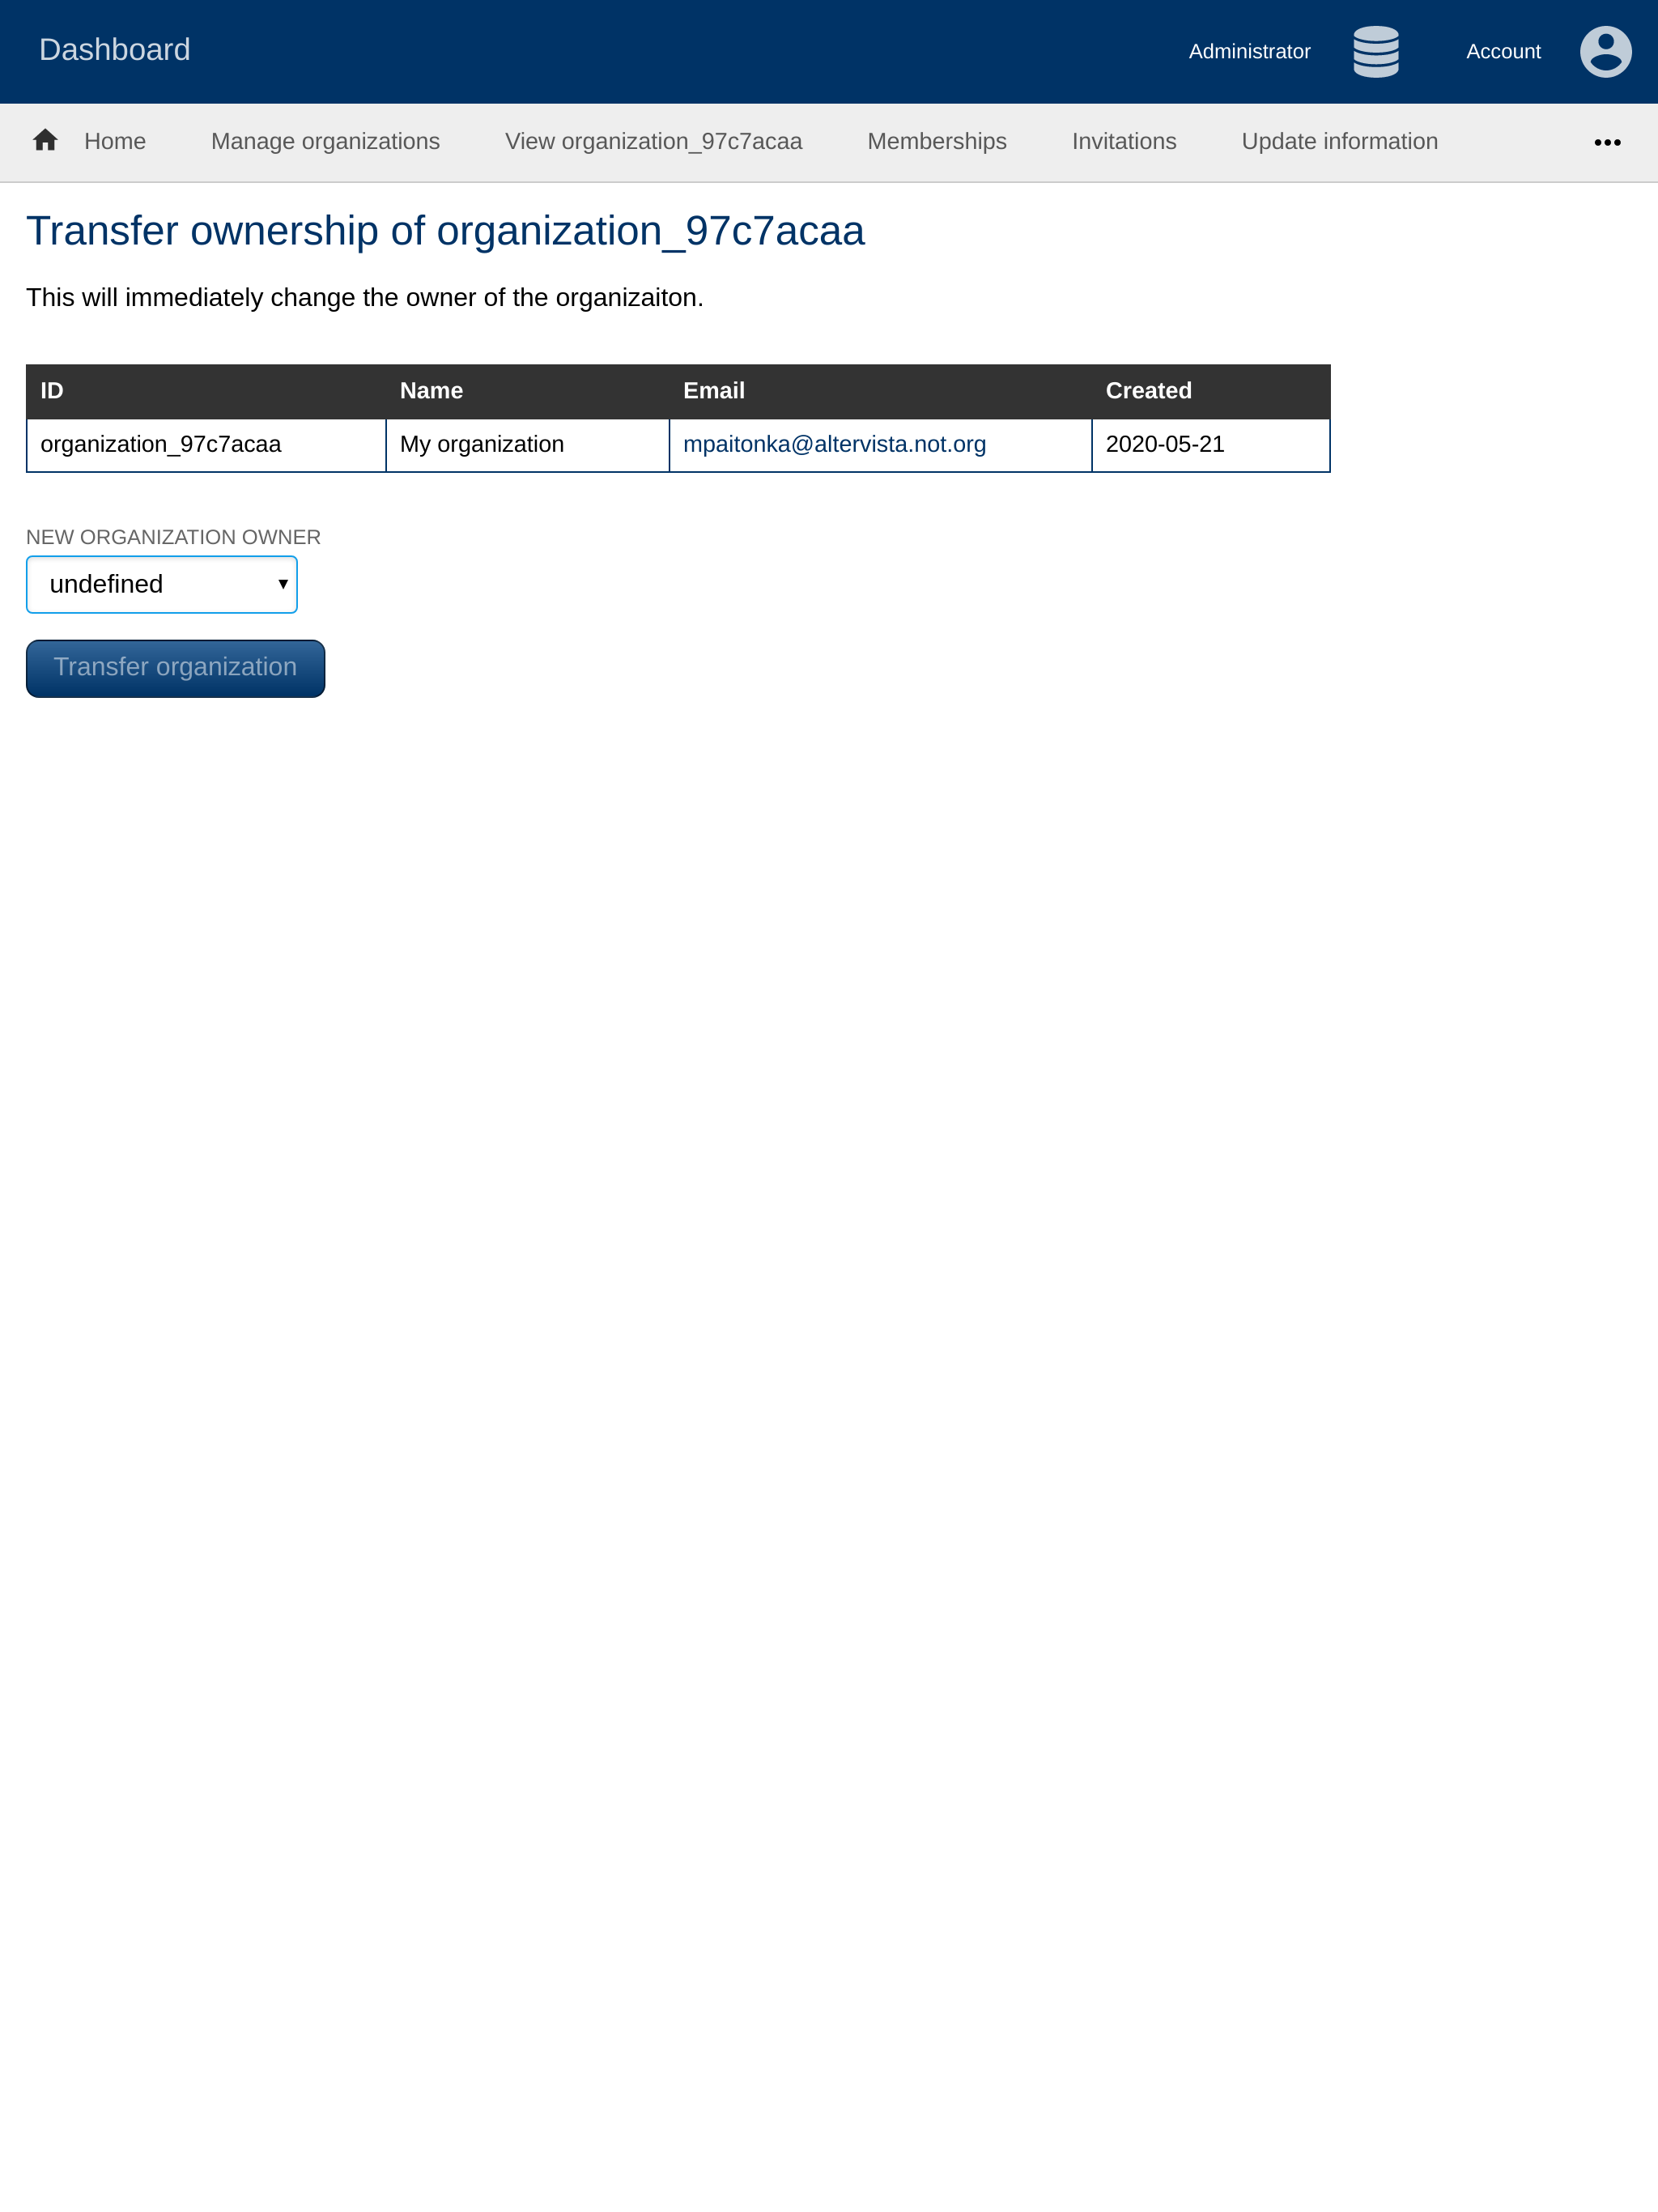 Dashboard Administrator Account
Home Manage organizations View organization_97c7acaa Memberships Invitations Update information •••
Transfer ownership of organization_97c7acaa
This will immediately change the owner of the organizaiton.
ID Name Email Created
organization_97c7acaa My organization mpaitonka@altervista.not.org 2020-05-21
NEW ORGANIZATION OWNER
undefined
Transfer organization